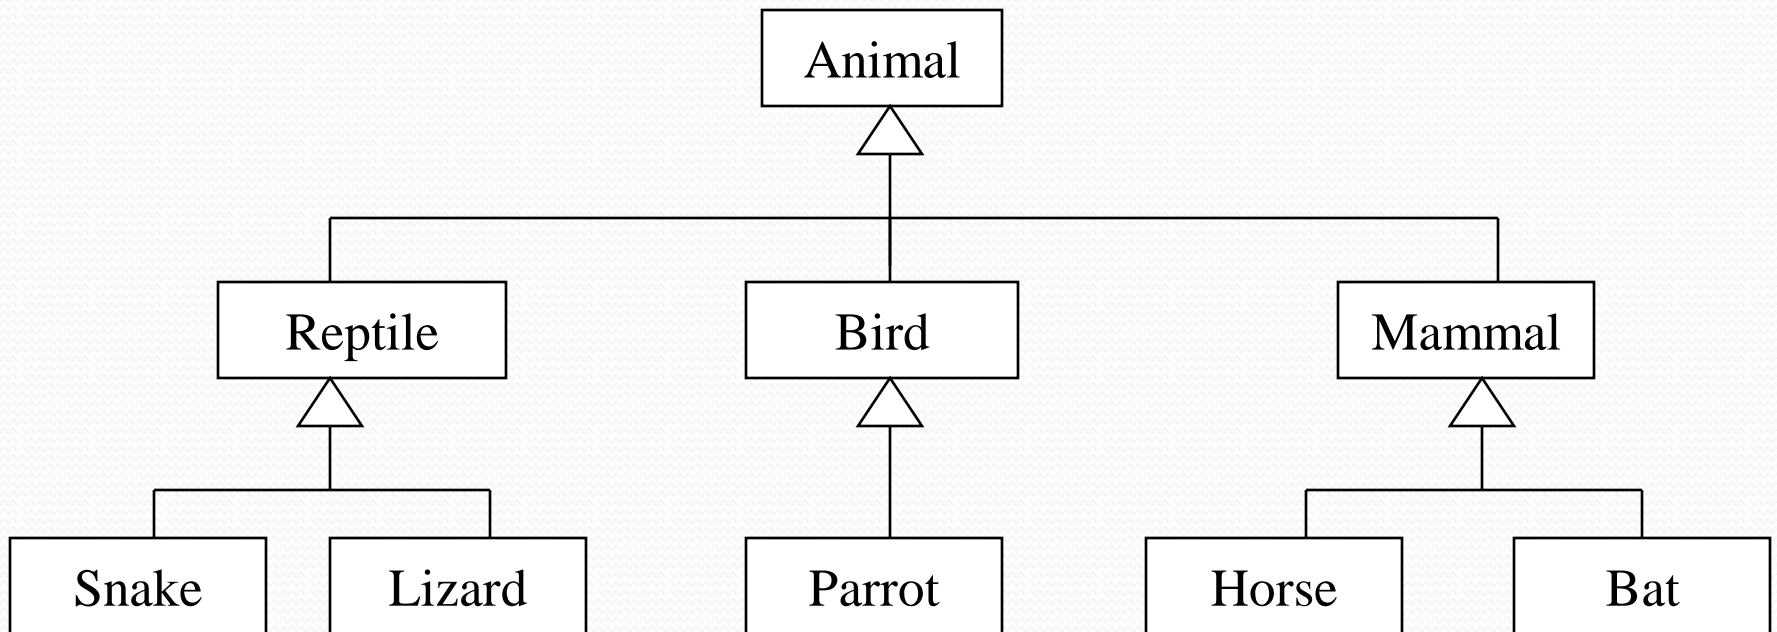 Animal
Reptile
Bird
Mammal
Snake
Lizard
Parrot
Horse
Bat